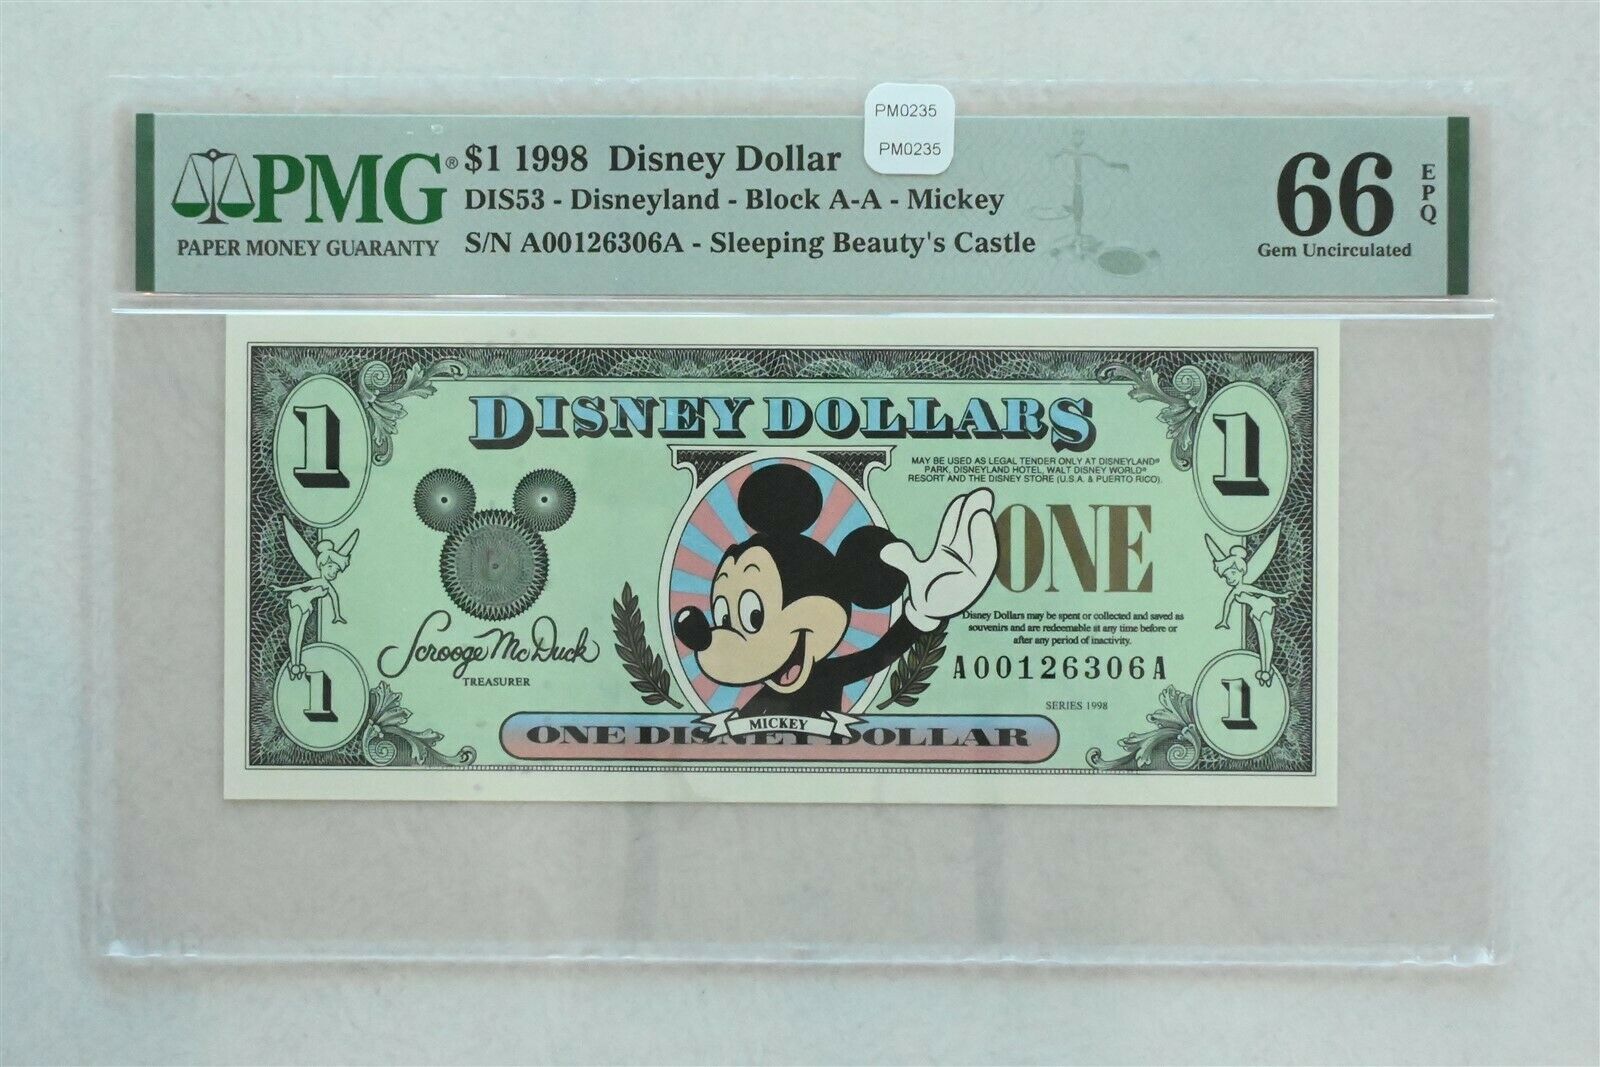 PM0235
PM0235
PMG®
PAPER MONEY GUARANTY
$1 1998 Disney Dollar
DIS53 - Disneyland - Block A-A - Mickey
S/N A00126306A - Sleeping Beauty's Castle
66
EPQ
Gem Uncirculated
1
DISNEY DOLLARS
1
MAY BE USED AS LEGAL TENDER ONLY AT DISNEYLAND®
PARK, DISNEYLAND HOTEL, WALT DISNEY WORLD®
RESORT AND THE DISNEY STORE (U.S.A. & PUERTO RICO).
ONE
Disney Dollars may be spent or collected and saved as
souvenirs and are redeemable at any time before or
after any period of inactivity.
Scrooge McDuck
TREASURER
A00126306A
SERIES 1998
1
MICKEY
ONE DISNEY DOLLAR
1